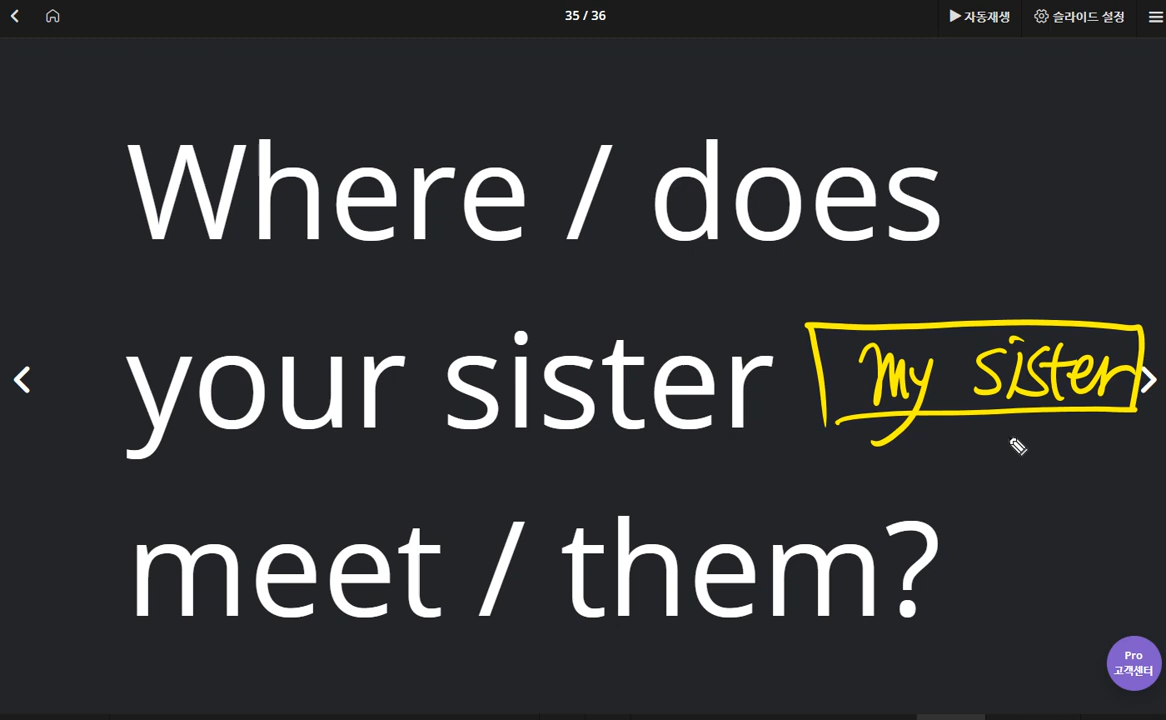 35 / 36
자동재생
슬라이드 설정
Where / does
your sister my sister
meet / them?
Pro
고객센터